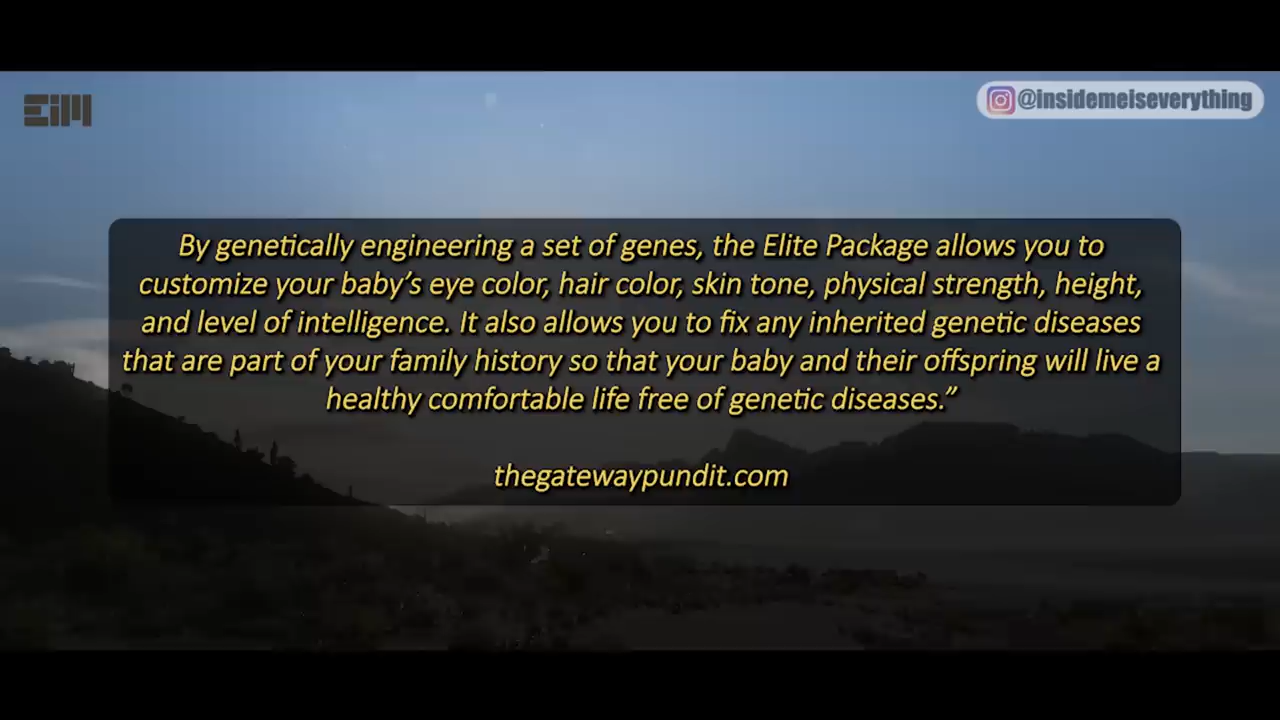 EiM
@insidemeiseverything
By genetically engineering a set of genes, the Elite Package allows you to
customize your baby’s eye color, hair color, skin tone, physical strength, height,
and level of intelligence. It also allows you to fix any inherited genetic diseases
that are part of your family history so that your baby and their offspring will live a
healthy comfortable life free of genetic diseases.”
thegatewaypundit.com